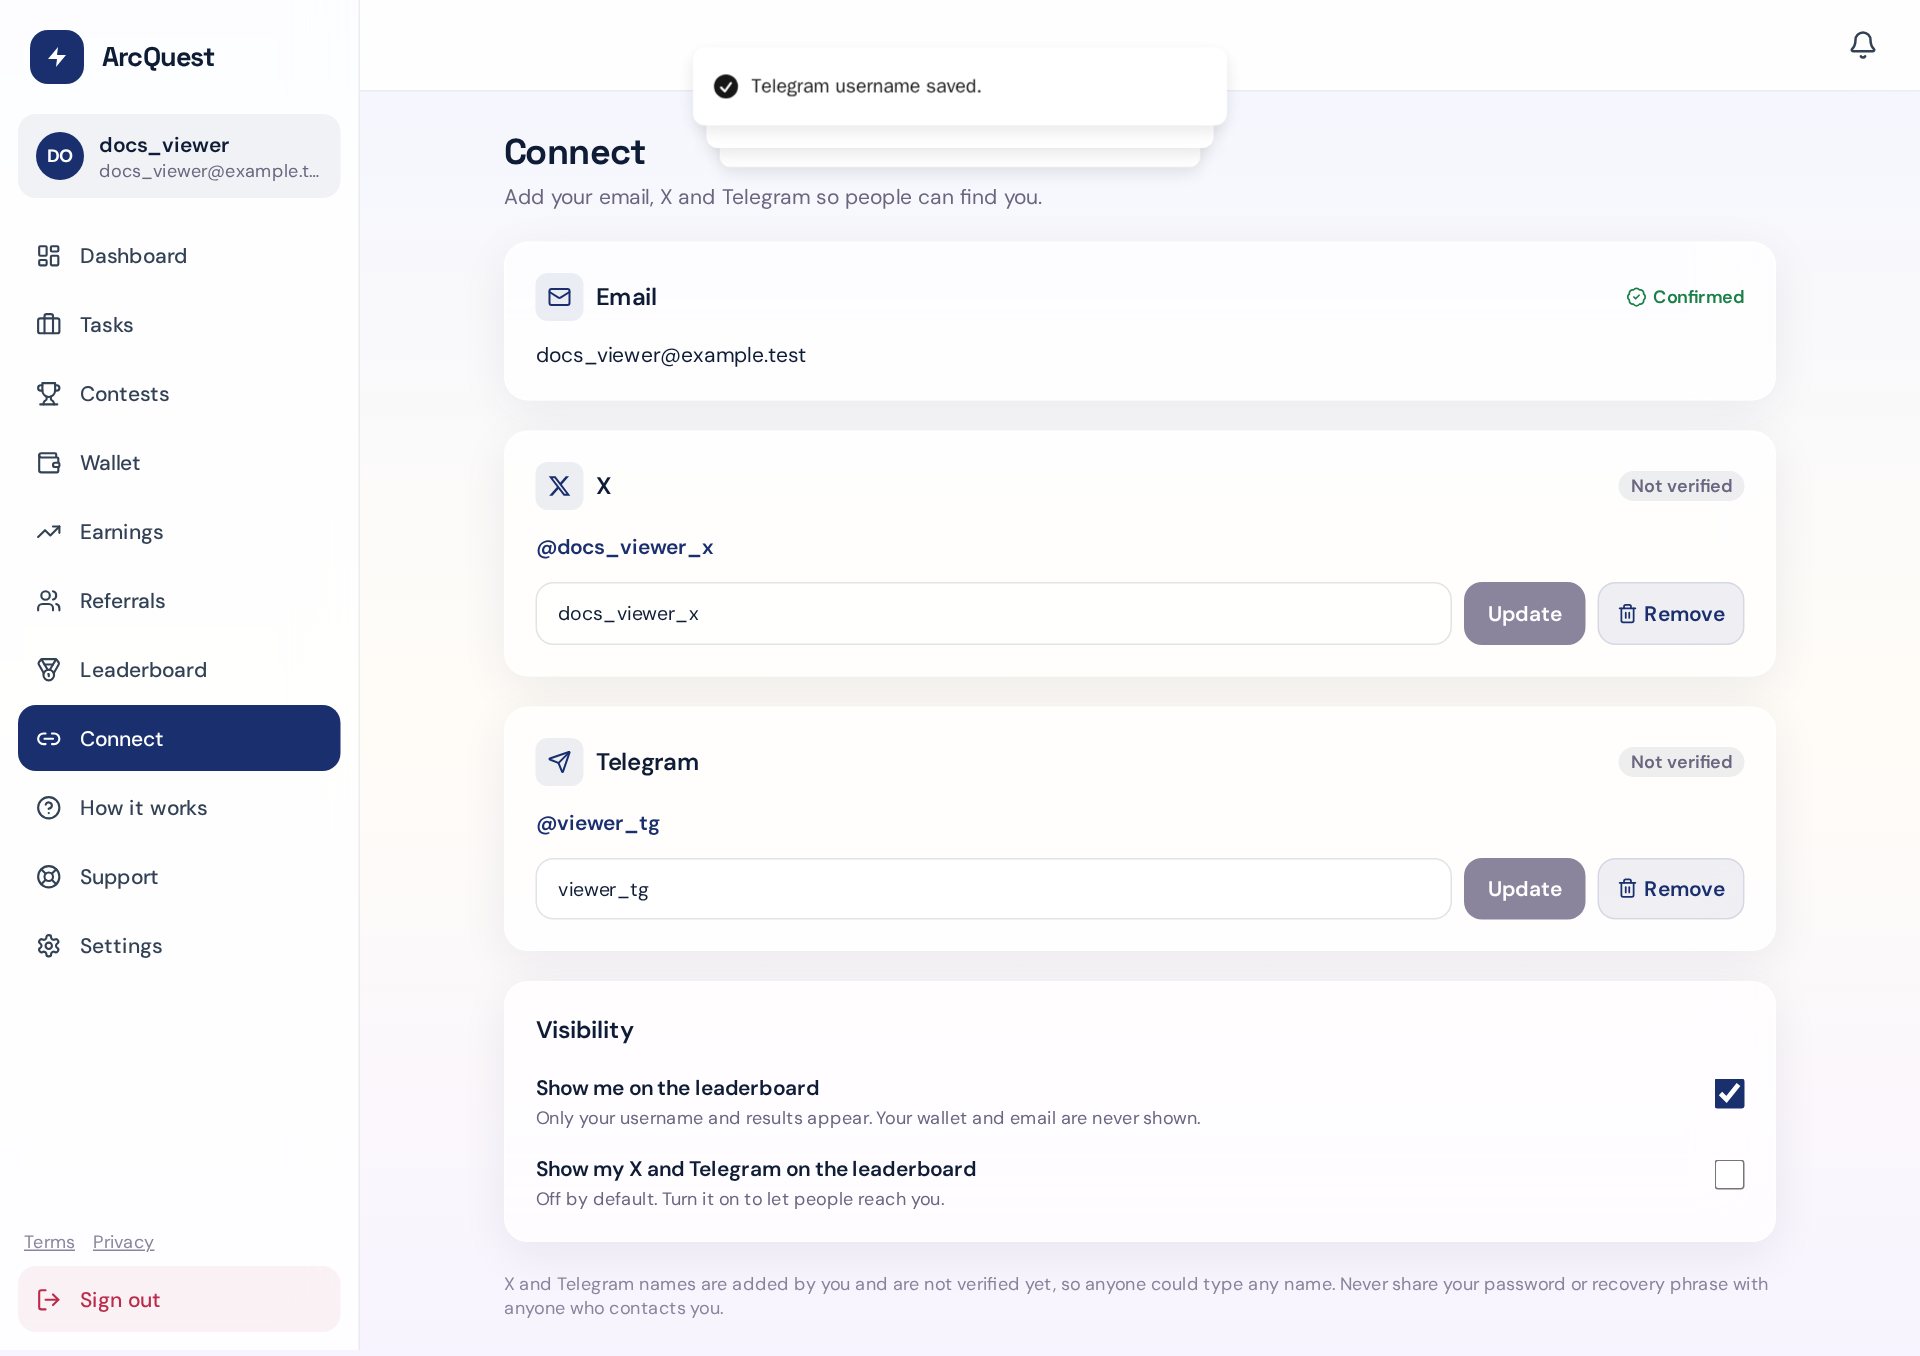 ArcQuest
DO
docs_viewer
docs_viewer@example.t...
Dashboard
Tasks
Contests
Wallet
Earnings
Referrals
Leaderboard
Connect
How it works
Support
Settings
Terms Privacy
Sign out
Telegram username saved.
Connect
Add your email, X and Telegram so people can find you.
Email
Confirmed
docs_viewer@example.test
X
Not verified
@docs_viewer_x
docs_viewer_x
Update
Remove
Telegram
Not verified
@viewer_tg
viewer_tg
Update
Remove
Visibility
Show me on the leaderboard
Only your username and results appear. Your wallet and email are never shown.
Show my X and Telegram on the leaderboard
Off by default. Turn it on to let people reach you.
X and Telegram names are added by you and are not verified yet, so anyone could type any name. Never share your password or recovery phrase with
anyone who contacts you.